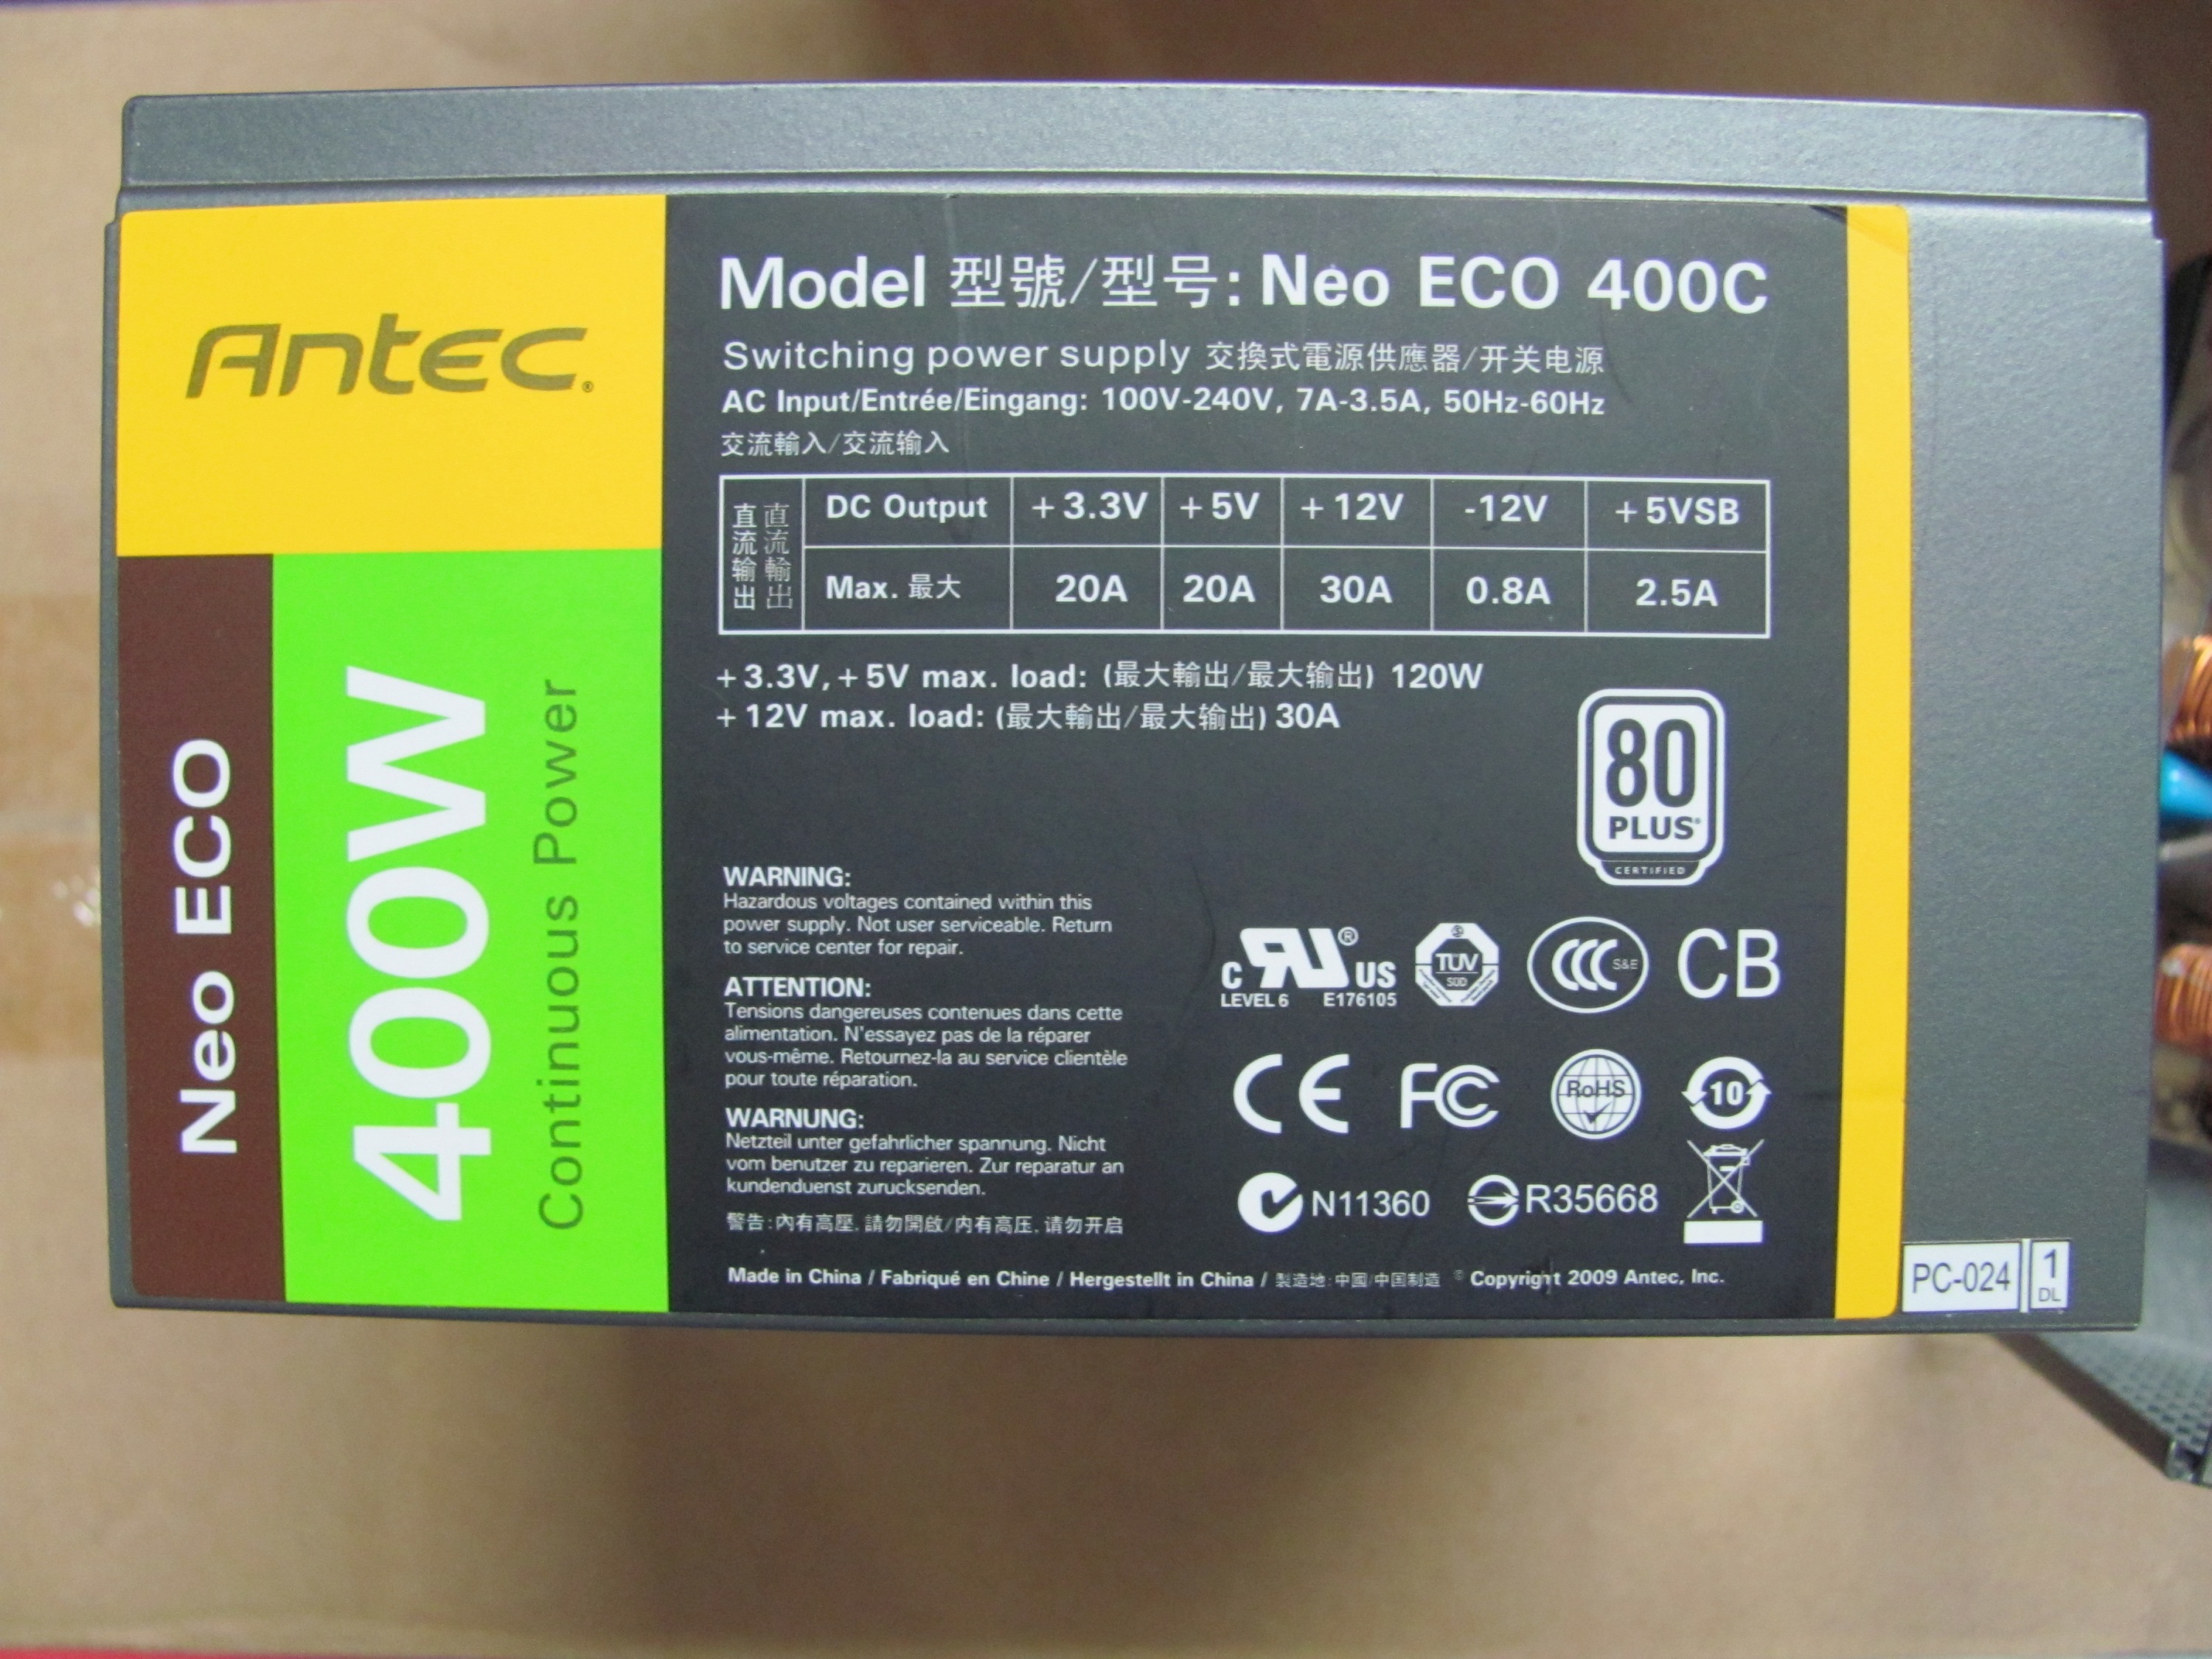 Antec®
Neo ECO
400W
Continuous Power
Model 型號/型号: Neo ECO 400C
Switching power supply 交換式電源供應器/开关电源
AC Input/Entrée/Eingang: 100V-240V, 7A-3.5A, 50Hz-60Hz
交流輸入/交流输入
直流输出 直流輸出
DC Output +3.3V +5V +12V -12V +5VSB
Max. 最大 20A 20A 30A 0.8A 2.5A
+3.3V,+5V max. load: (最大輸出/最大输出) 120W
+12V max. load: (最大輸出/最大输出) 30A
80
PLUS®
CERTIFIED
WARNING:
Hazardous voltages contained within this
power supply. Not user serviceable. Return
to service center for repair.
ATTENTION:
Tensions dangereuses contenues dans cette
alimentation. N'essayez pas de la réparer
vous-même. Retournez-la au service clientèle
pour toute réparation.
WARNUNG:
Netzteil unter gefahrlicher spannung. Nicht
vom benutzer zu reparieren. Zur reparatur an
kundenduenst zurucksenden.
警告:內有高壓, 請勿開啟/内有高压, 请勿开启
c RU® US
LEVEL 6 E176105
TÜV
SÜD
CCC S&E
CB
CE FC RoHS 10
N11360 R35668
Made in China / Fabriqué en Chine / Hergestellt in China / 製造地:中國/中国制造 © Copyright 2009 Antec, Inc.
PC-024
1
DL